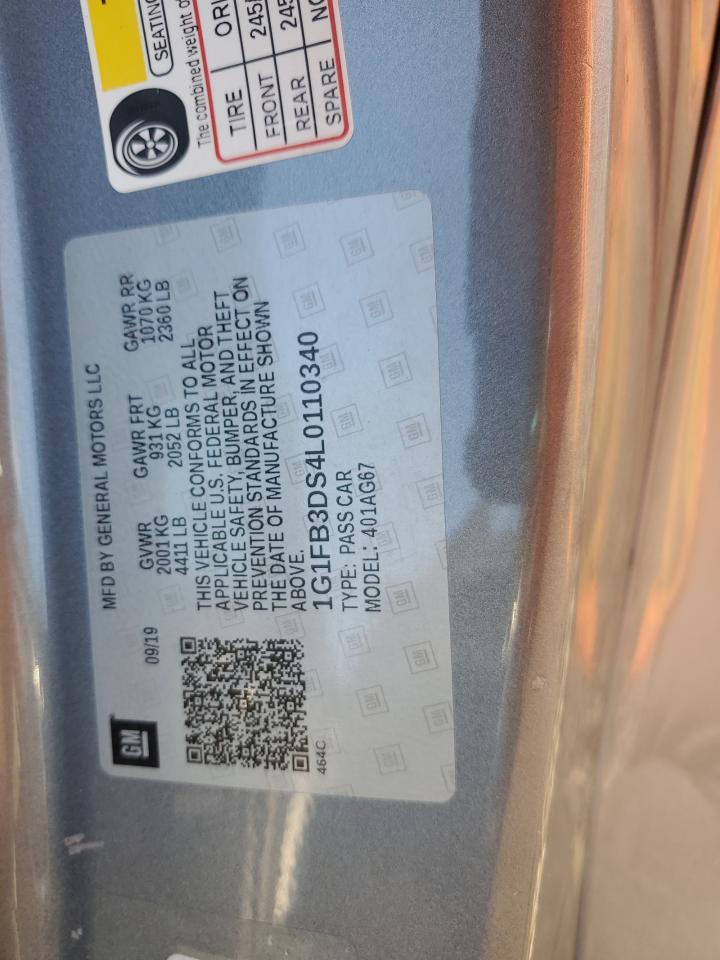 SEATING
The combined weight of
TIRE
FRONT 245
REAR 245
SPARE
GM
MFD BY GENERAL MOTORS LLC
09/19
GVWR GAWR FRT GAWR RR
2001 KG 931 KG 1070 KG
4411 LB 2052 LB 2360 LB
THIS VEHICLE CONFORMS TO ALL
APPLICABLE U.S. FEDERAL MOTOR
VEHICLE SAFETY, BUMPER, AND THEFT
PREVENTION STANDARDS IN EFFECT ON
THE DATE OF MANUFACTURE SHOWN
ABOVE.
1G1FB3DS4L0110340
TYPE: PASS CAR
MODEL: 401AG67
464C